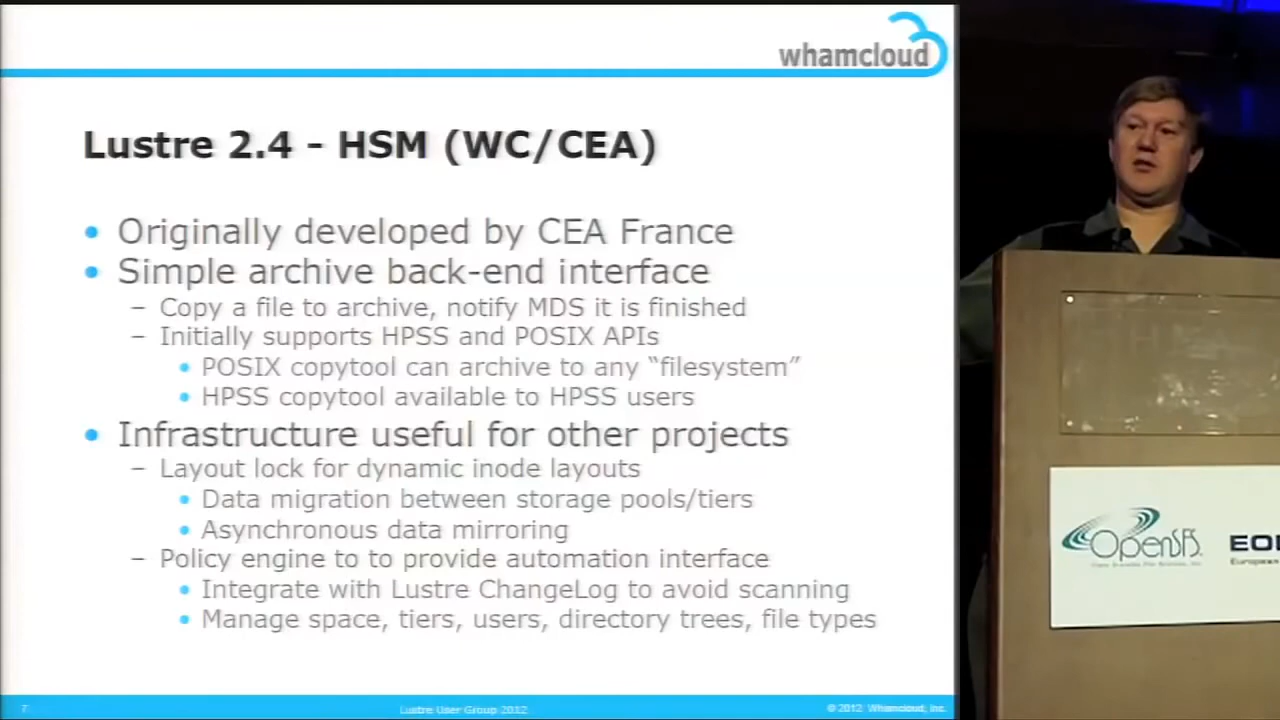 whamcloud
Lustre 2.4 - HSM (WC/CEA)
• Originally developed by CEA France
• Simple archive back-end interface
– Copy a file to archive, notify MDS it is finished
– Initially supports HPSS and POSIX APIs
• POSIX copytool can archive to any “filesystem”
• HPSS copytool available to HPSS users
• Infrastructure useful for other projects
– Layout lock for dynamic inode layouts
• Data migration between storage pools/tiers
• Asynchronous data mirroring
– Policy engine to to provide automation interface
• Integrate with Lustre ChangeLog to avoid scanning
• Manage space, tiers, users, directory trees, file types
7
Lustre User Group 2012
© 2012 Whamcloud, Inc.
OpenSFS
European